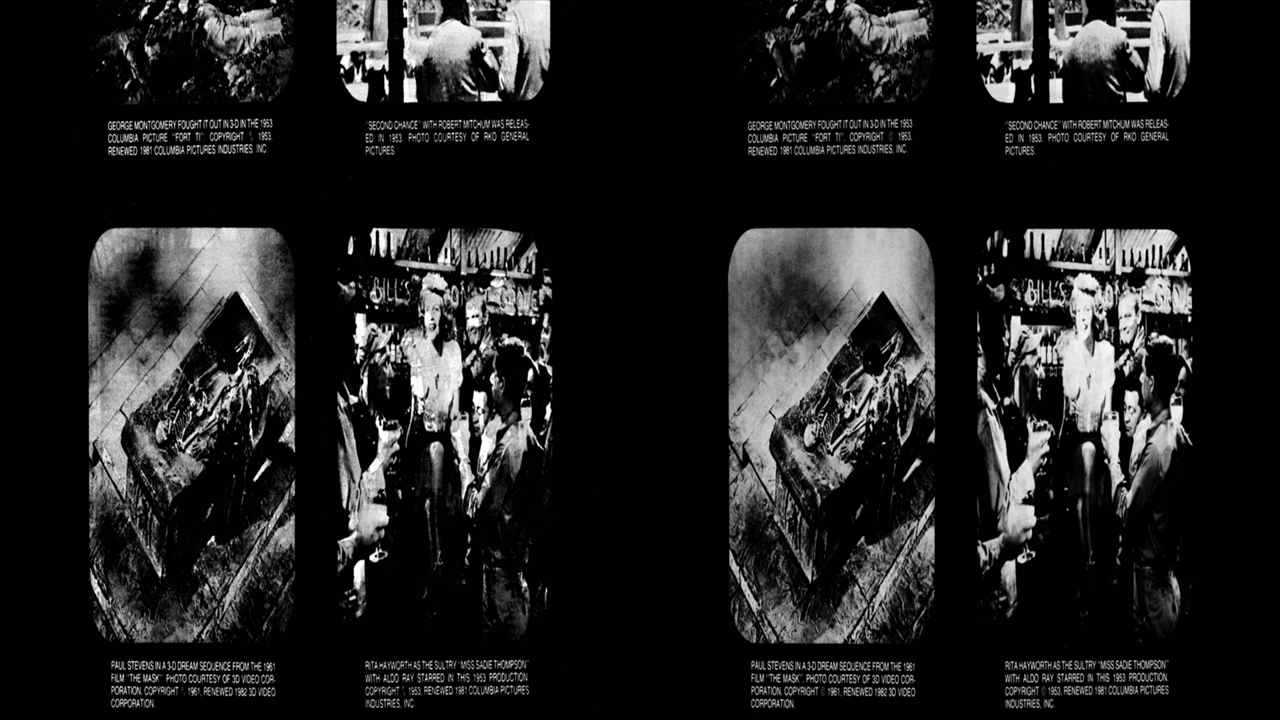 GEORGE MONTGOMERY FOUGHT IT OUT IN 3-D IN THE 1953
COLUMBIA PICTURE "FORT TI". COPYRIGHT © 1953,
RENEWED 1981 COLUMBIA PICTURES INDUSTRIES, INC.
"SECOND CHANCE" WITH ROBERT MITCHUM WAS RELEAS-
ED IN 1953. PHOTO COURTESY OF RKO GENERAL
PICTURES.
GEORGE MONTGOMERY FOUGHT IT OUT IN 3-D IN THE 1953
COLUMBIA PICTURE "FORT TI". COPYRIGHT © 1953,
RENEWED 1981 COLUMBIA PICTURES INDUSTRIES, INC.
"SECOND CHANCE" WITH ROBERT MITCHUM WAS RELEAS-
ED IN 1953. PHOTO COURTESY OF RKO GENERAL
PICTURES.
BILL'S
BILL'S
PAUL STEVENS IN A 3-D DREAM SEQUENCE FROM THE 1961
FILM "THE MASK". PHOTO COURTESY OF 3D VIDEO COR-
PORATION. COPYRIGHT © 1961, RENEWED 1982 3D VIDEO
CORPORATION.
RITA HAYWORTH AS THE SULTRY "MISS SADIE THOMPSON"
WITH ALDO RAY STARRED IN THIS 1953 PRODUCTION.
COPYRIGHT © 1953, RENEWED 1981 COLUMBIA PICTURES
INDUSTRIES, INC.
PAUL STEVENS IN A 3-D DREAM SEQUENCE FROM THE 1961
FILM "THE MASK". PHOTO COURTESY OF 3D VIDEO COR-
PORATION. COPYRIGHT © 1961, RENEWED 1982 3D VIDEO
CORPORATION.
RITA HAYWORTH AS THE SULTRY "MISS SADIE THOMPSON"
WITH ALDO RAY STARRED IN THIS 1953 PRODUCTION.
COPYRIGHT © 1953, RENEWED 1981 COLUMBIA PICTURES
INDUSTRIES, INC.